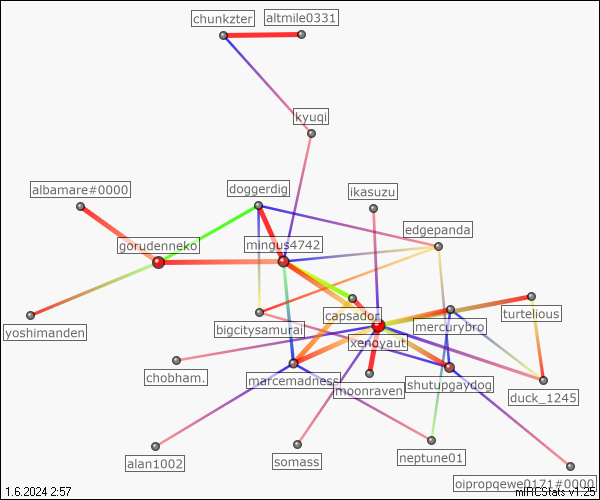 chunkzter
altmile0331
kyuqi
albamare#0000
doggerdig
ikasuzu
gorudenneko
mingus4742
edgepanda
yoshimanden
bigcitysamurai
capsador
mercurybro
turtelious
xenoyaut
chobham.
marcemadness
moonraven
shutupgaydog
duck_1245
alan1002
somass
neptune01
oipropqewe0171#0000
1.6.2024 2:57
mIRCStats v1.25